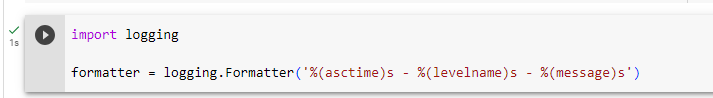 import logging
formatter = logging.Formatter('%(asctime)s - %(levelname)s - %(message)s')
1s